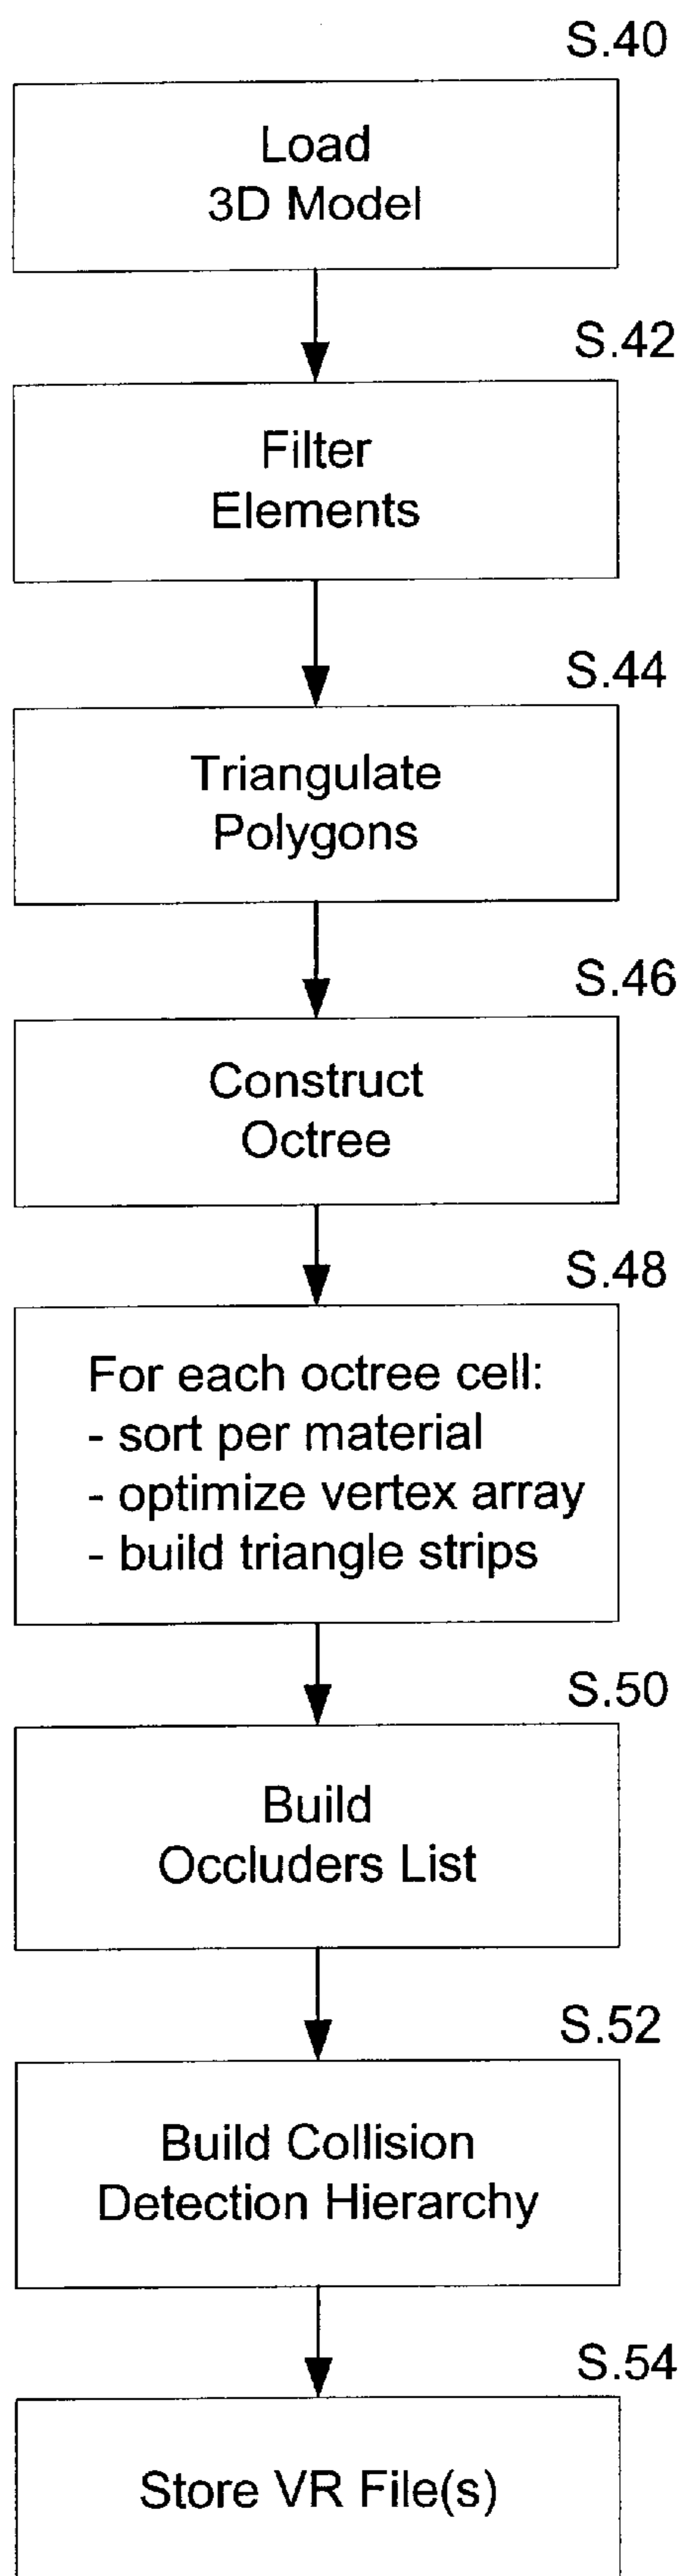 S.40
Load
3D Model
S.42
Filter
Elements
S.44
Triangulate
Polygons
S.46
Construct
Octree
S.48
For each octree cell:
- sort per material
- optimize vertex array
- build triangle strips
S.50
Build
Occluders List
S.52
Build Collision
Detection Hierarchy
S.54
Store VR File(s)